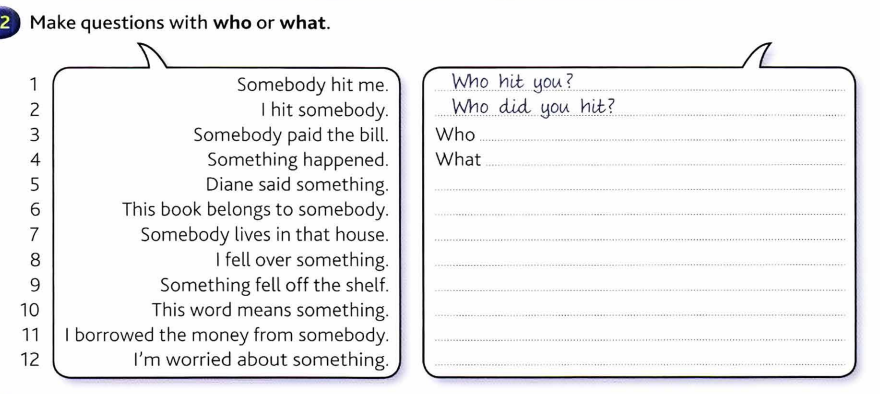 2 Make questions with who or what.
1 Somebody hit me. Who hit you?
2 I hit somebody. Who did you hit?
3 Somebody paid the bill. Who
4 Something happened. What
5 Diane said something.
6 This book belongs to somebody.
7 Somebody lives in that house.
8 I fell over something.
9 Something fell off the shelf.
10 This word means something.
11 I borrowed the money from somebody.
12 I'm worried about something.